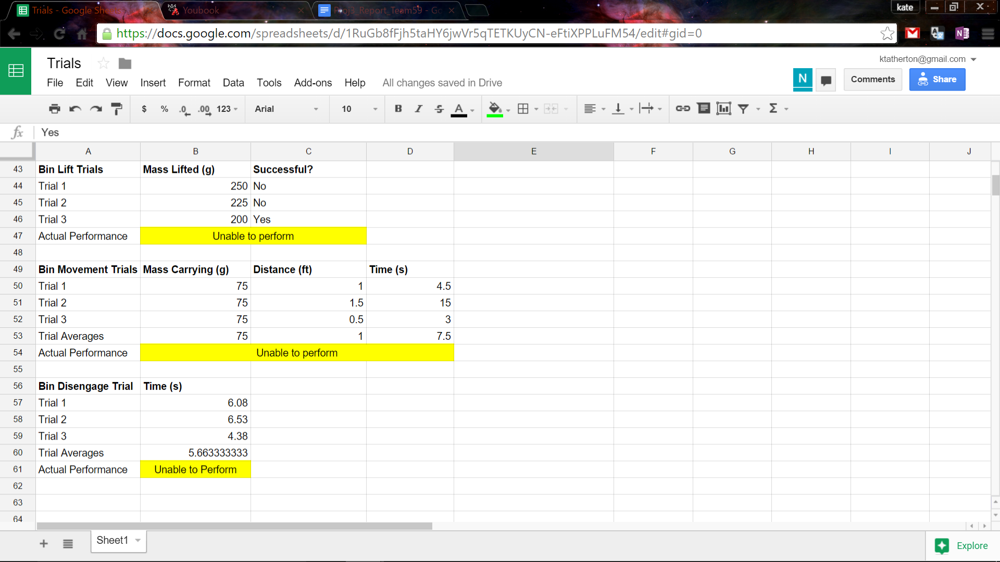 Trials - Google Sheets
Youbook
Proj3_Report_Team59 - Go
kate
https://docs.google.com/spreadsheets/d/1RuGb8fFjh5taHY6jwVr5qTETKUyCN-eFtiXPPLuFM54/edit#gid=0
Trials
ktatherton@gmail.com
File Edit View Insert Format Data Tools Add-ons Help All changes saved in Drive
N Comments Share
$ % .0 .00 123 Arial 10 B I S A Σ
fx Yes
A B C D E F G H I J
43 Bin Lift Trials Mass Lifted (g) Successful?
44 Trial 1 250 No
45 Trial 2 225 No
46 Trial 3 200 Yes
47 Actual Performance Unable to perform
48
49 Bin Movement Trials Mass Carrying (g) Distance (ft) Time (s)
50 Trial 1 75 1 4.5
51 Trial 2 75 1.5 15
52 Trial 3 75 0.5 3
53 Trial Averages 75 1 7.5
54 Actual Performance Unable to perform
55
56 Bin Disengage Trial Time (s)
57 Trial 1 6.08
58 Trial 2 6.53
59 Trial 3 4.38
60 Trial Averages 5.663333333
61 Actual Performance Unable to Perform
62
63
64
Sheet1
Explore